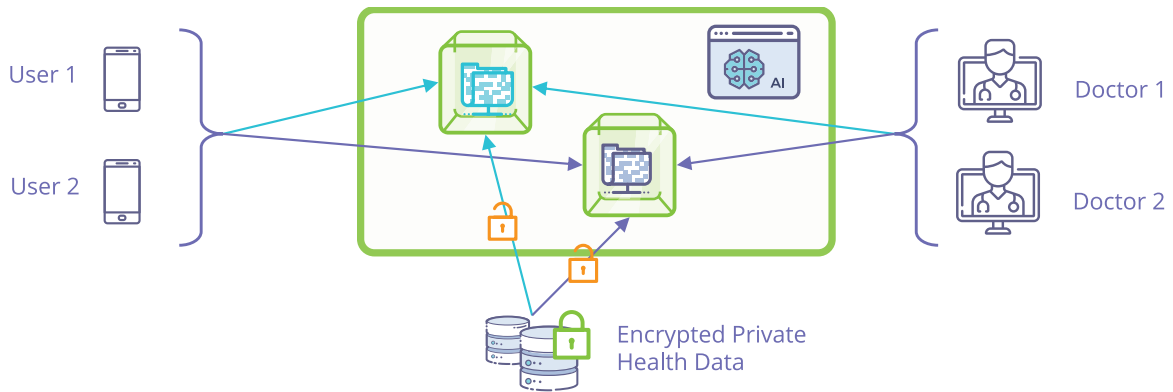 User 1
User 2
AI
Doctor 1
Doctor 2
Encrypted Private
Health Data